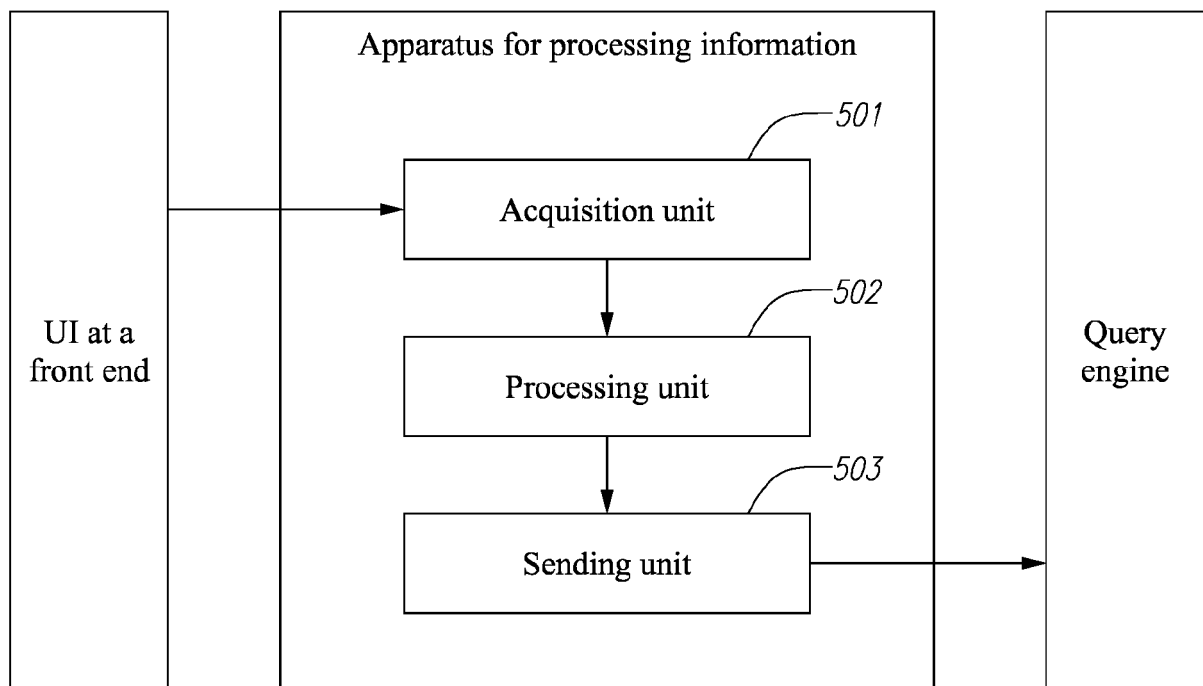 Apparatus for processing information
501
Acquisition unit
502
UI at a
front end
Processing unit
Query
engine
503
Sending unit